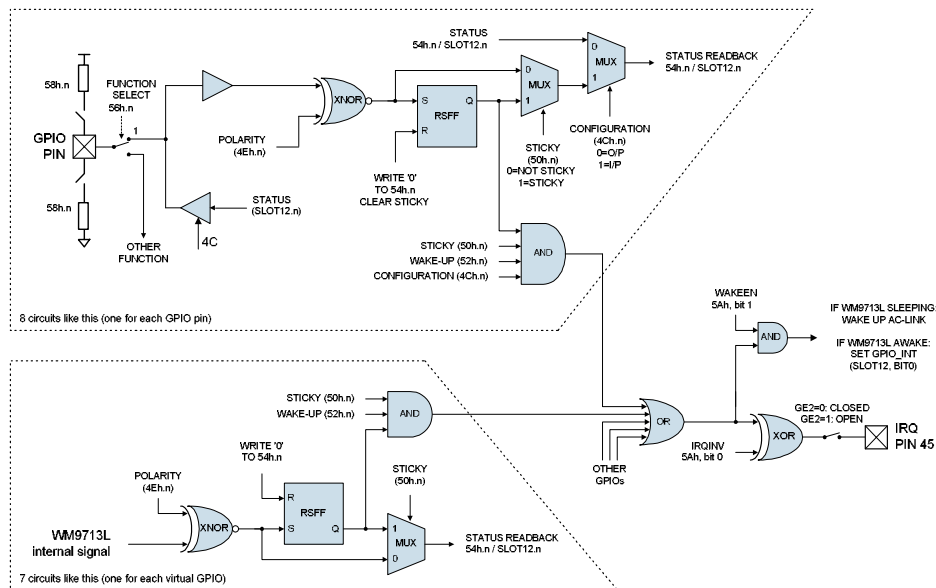 58h.n
FUNCTION
SELECT
56h.n
1
GPIO
PIN
58h.n
OTHER
FUNCTION
4C
STATUS
(SLOT12.n)
POLARITY
(4Eh.n)
XNOR
S
Q
RSFF
R
WRITE '0'
TO 54h.n
CLEAR STICKY
STATUS
54h.n / SLOT12.n
0
MUX
1
STICKY
(50h.n)
0=NOT STICKY
1=STICKY
0
MUX
1
CONFIGURATION
(4Ch.n)
0=O/P
1=I/P
STATUS READBACK
54h.n / SLOT12.n
STICKY (50h.n)
WAKE-UP (52h.n)
CONFIGURATION (4Ch.n)
AND
8 circuits like this (one for each GPIO pin)
WAKEEN
5Ah, bit 1
AND
IF WM9713L SLEEPING:
WAKE UP AC-LINK
IF WM9713L AWAKE:
SET GPIO_INT
(SLOT12, BIT0)
STICKY (50h.n)
WAKE-UP (52h.n)
AND
OR
OTHER
GPIOs
IRQINV
5Ah, bit 0
XOR
GE2=0: CLOSED
GE2=1: OPEN
IRQ
PIN 45
WRITE '0'
TO 54h.n
POLARITY
(4Eh.n)
WM9713L
internal signal
XNOR
R
RSFF
S
Q
STICKY
(50h.n)
1
MUX
0
STATUS READBACK
54h.n / SLOT12.n
7 circuits like this (one for each virtual GPIO)